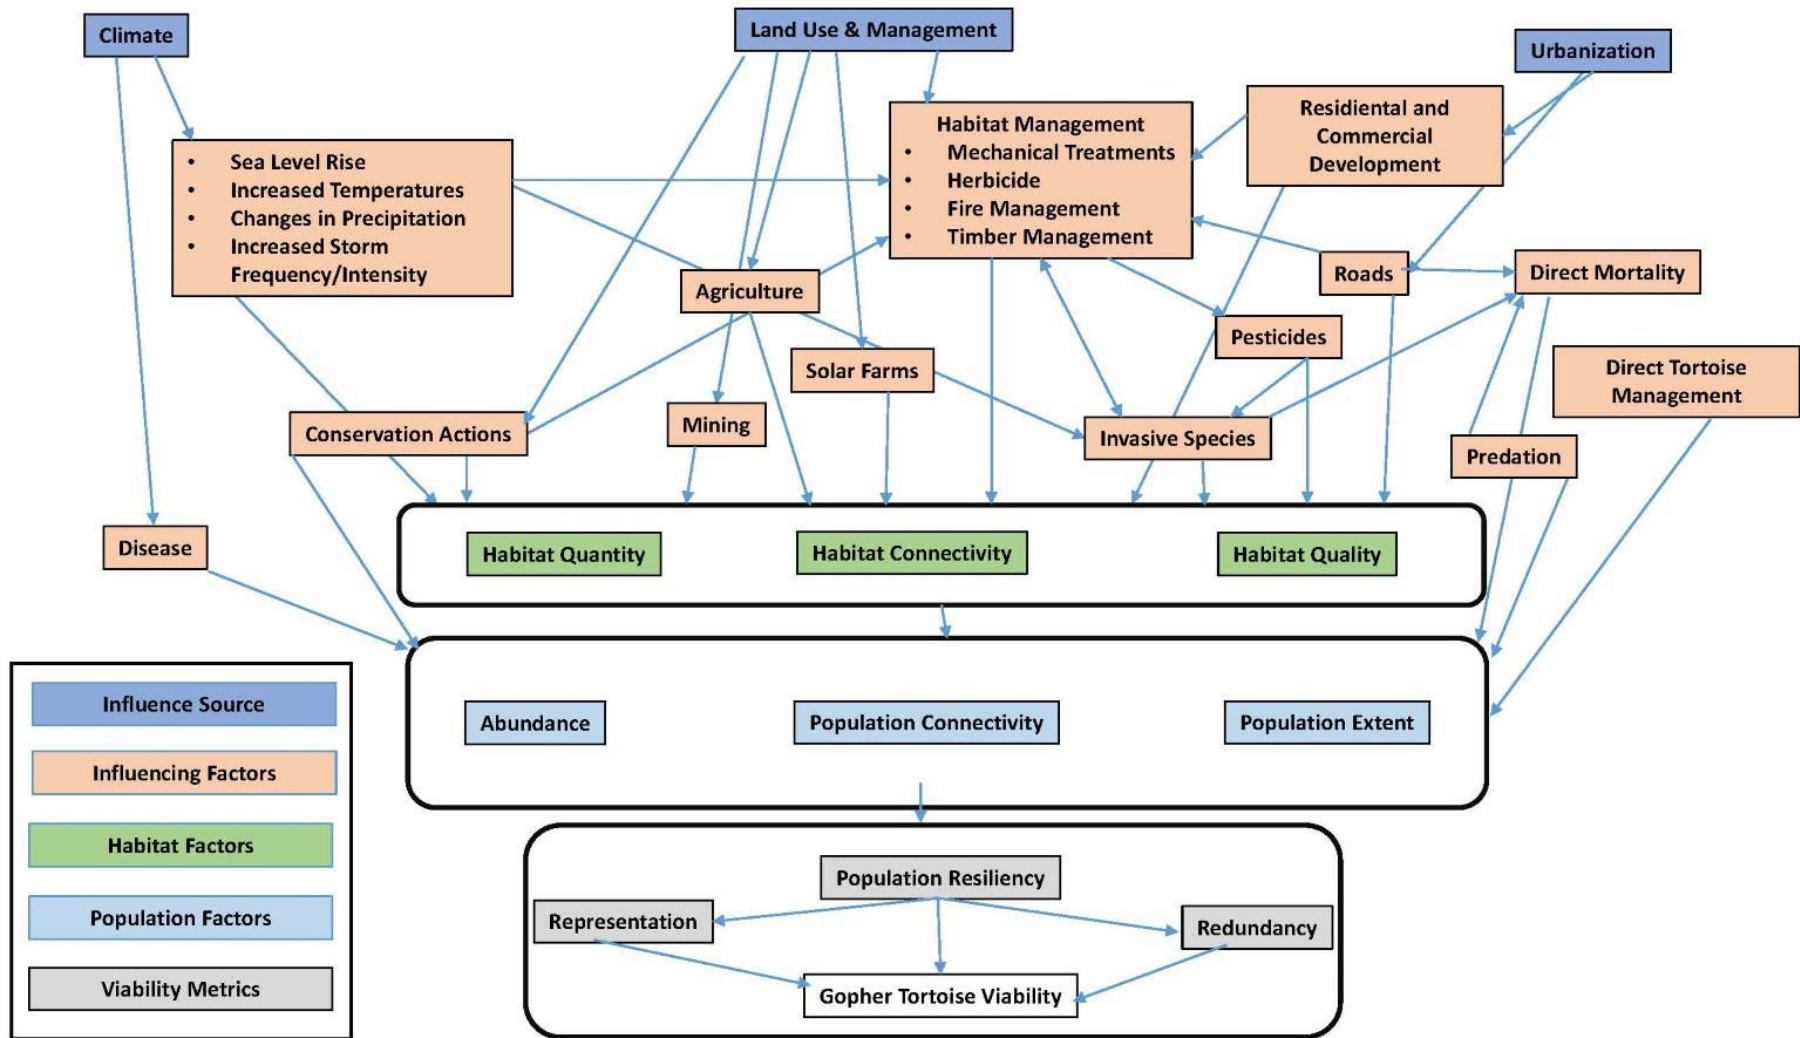 Climate
Land Use & Management
Urbanization
• Sea Level Rise
• Increased Temperatures
• Changes in Precipitation
• Increased Storm
Frequency/Intensity
Habitat Management
• Mechanical Treatments
• Herbicide
• Fire Management
• Timber Management
Residiental and
Commercial
Development
Agriculture
Roads
Direct Mortality
Pesticides
Solar Farms
Direct Tortoise
Management
Conservation Actions
Mining
Invasive Species
Predation
Disease
Habitat Quantity
Habitat Connectivity
Habitat Quality
Abundance
Population Connectivity
Population Extent
Population Resiliency
Representation
Redundancy
Gopher Tortoise Viability
Influence Source
Influencing Factors
Habitat Factors
Population Factors
Viability Metrics